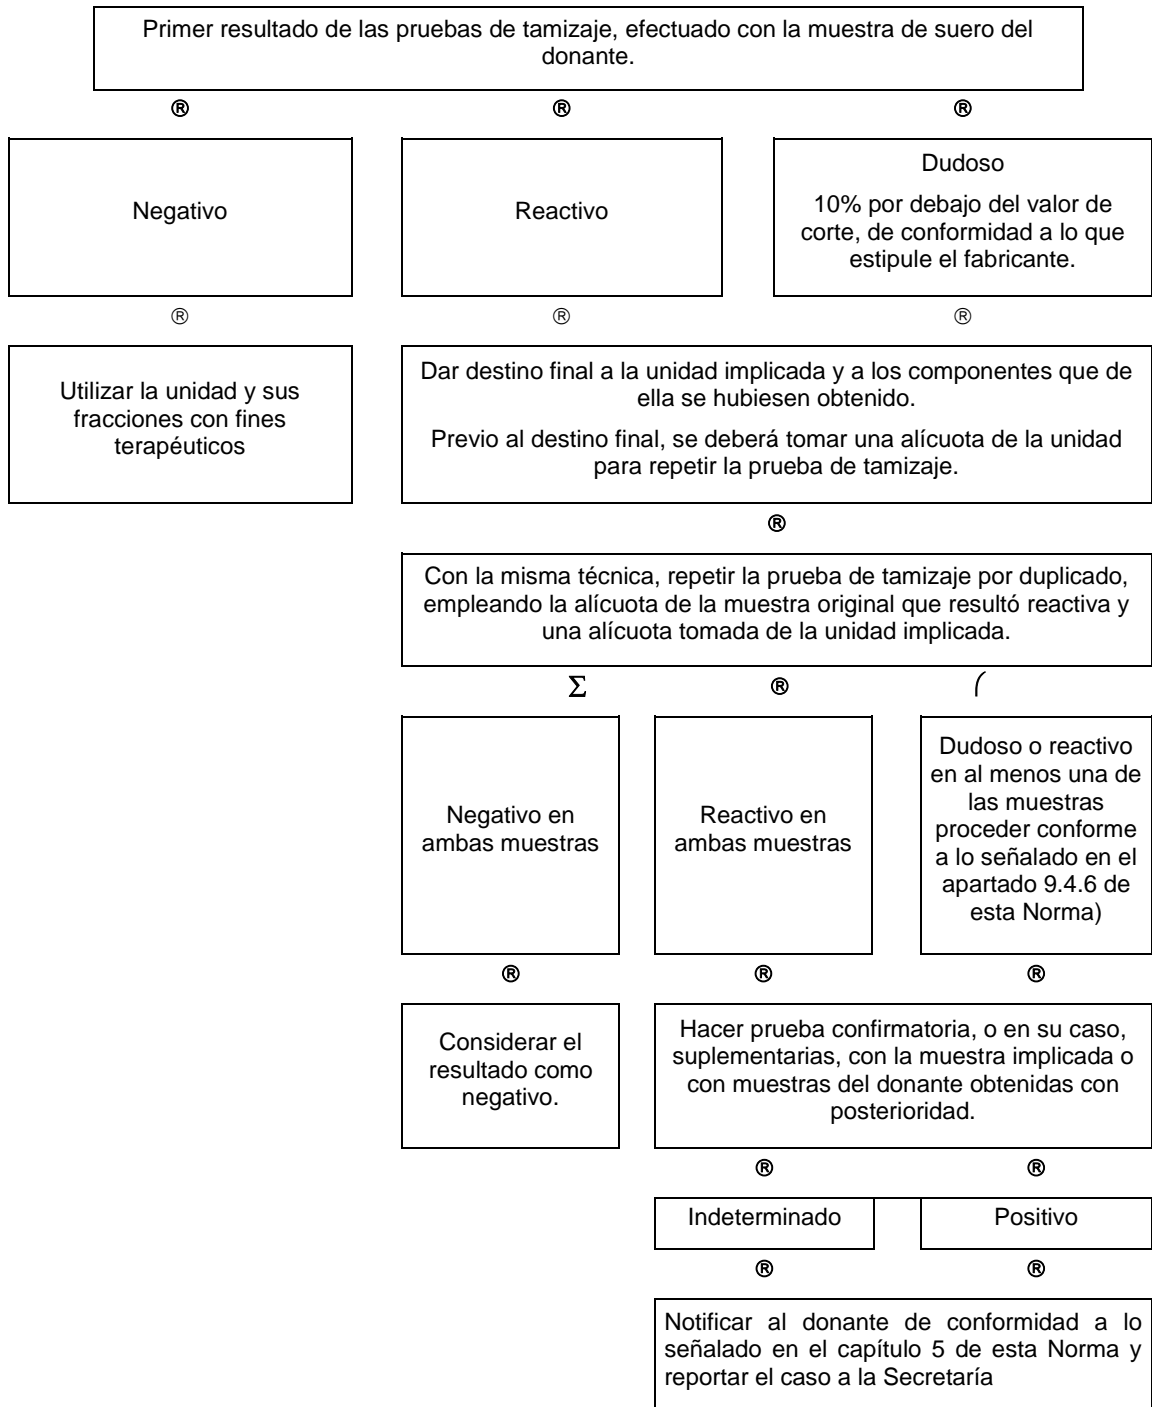 Primer resultado de las pruebas de tamizaje, efectuado con la muestra de suero del
donante.
® ® ®
Negativo
Reactivo
Dudoso
10% por debajo del valor de
corte, de conformidad a lo que
estipule el fabricante.
® ® ®
Utilizar la unidad y sus
fracciones con fines
terapéuticos
Dar destino final a la unidad implicada y a los componentes que de
ella se hubiesen obtenido.
Previo al destino final, se deberá tomar una alícuota de la unidad
para repetir la prueba de tamizaje.
®
Con la misma técnica, repetir la prueba de tamizaje por duplicado,
empleando la alícuota de la muestra original que resultó reactiva y
una alícuota tomada de la unidad implicada.
Σ ® (
Negativo en
ambas muestras
Reactivo en
ambas muestras
Dudoso o reactivo
en al menos una de
las muestras
proceder conforme
a lo señalado en el
apartado 9.4.6 de
esta Norma)
® ® ®
Considerar el
resultado como
negativo.
Hacer prueba confirmatoria, o en su caso,
suplementarias, con la muestra implicada o
con muestras del donante obtenidas con
posterioridad.
® ®
Indeterminado
Positivo
® ®
Notificar al donante de conformidad a lo
señalado en el capítulo 5 de esta Norma y
reportar el caso a la Secretaría